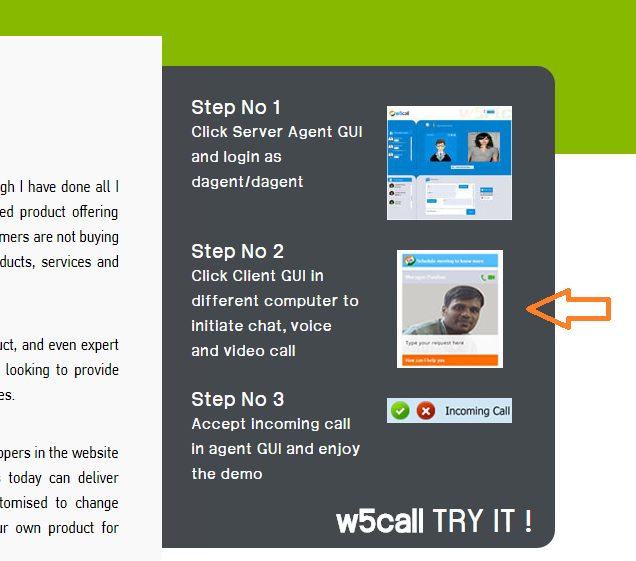 gh I have done all I
ed product offering
mers are not buying
ducts, services and
uct, and even expert
looking to provide
es.
ppers in the website
s today can deliver
tomised to change
ur own product for
Step No 1
Click Server Agent GUI
and login as
dagent/dagent
w5call
Step No 2
Click Client GUI in
different computer to
initiate chat, voice
and video call
Schedule meeting to know more
Type your request here
How can I help you
Step No 3
Accept incoming call
in agent GUI and enjoy
the demo
Incoming Call
w5call TRY IT !